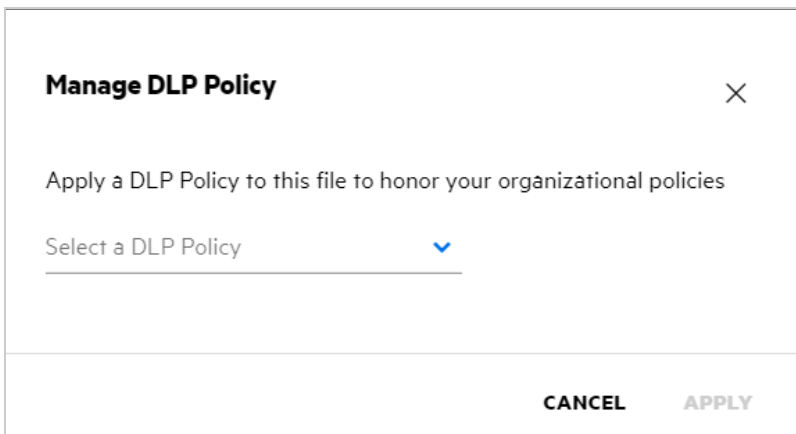 Manage DLP Policy
Apply a DLP Policy to this file to honor your organizational policies
Select a DLP Policy
CANCEL APPLY